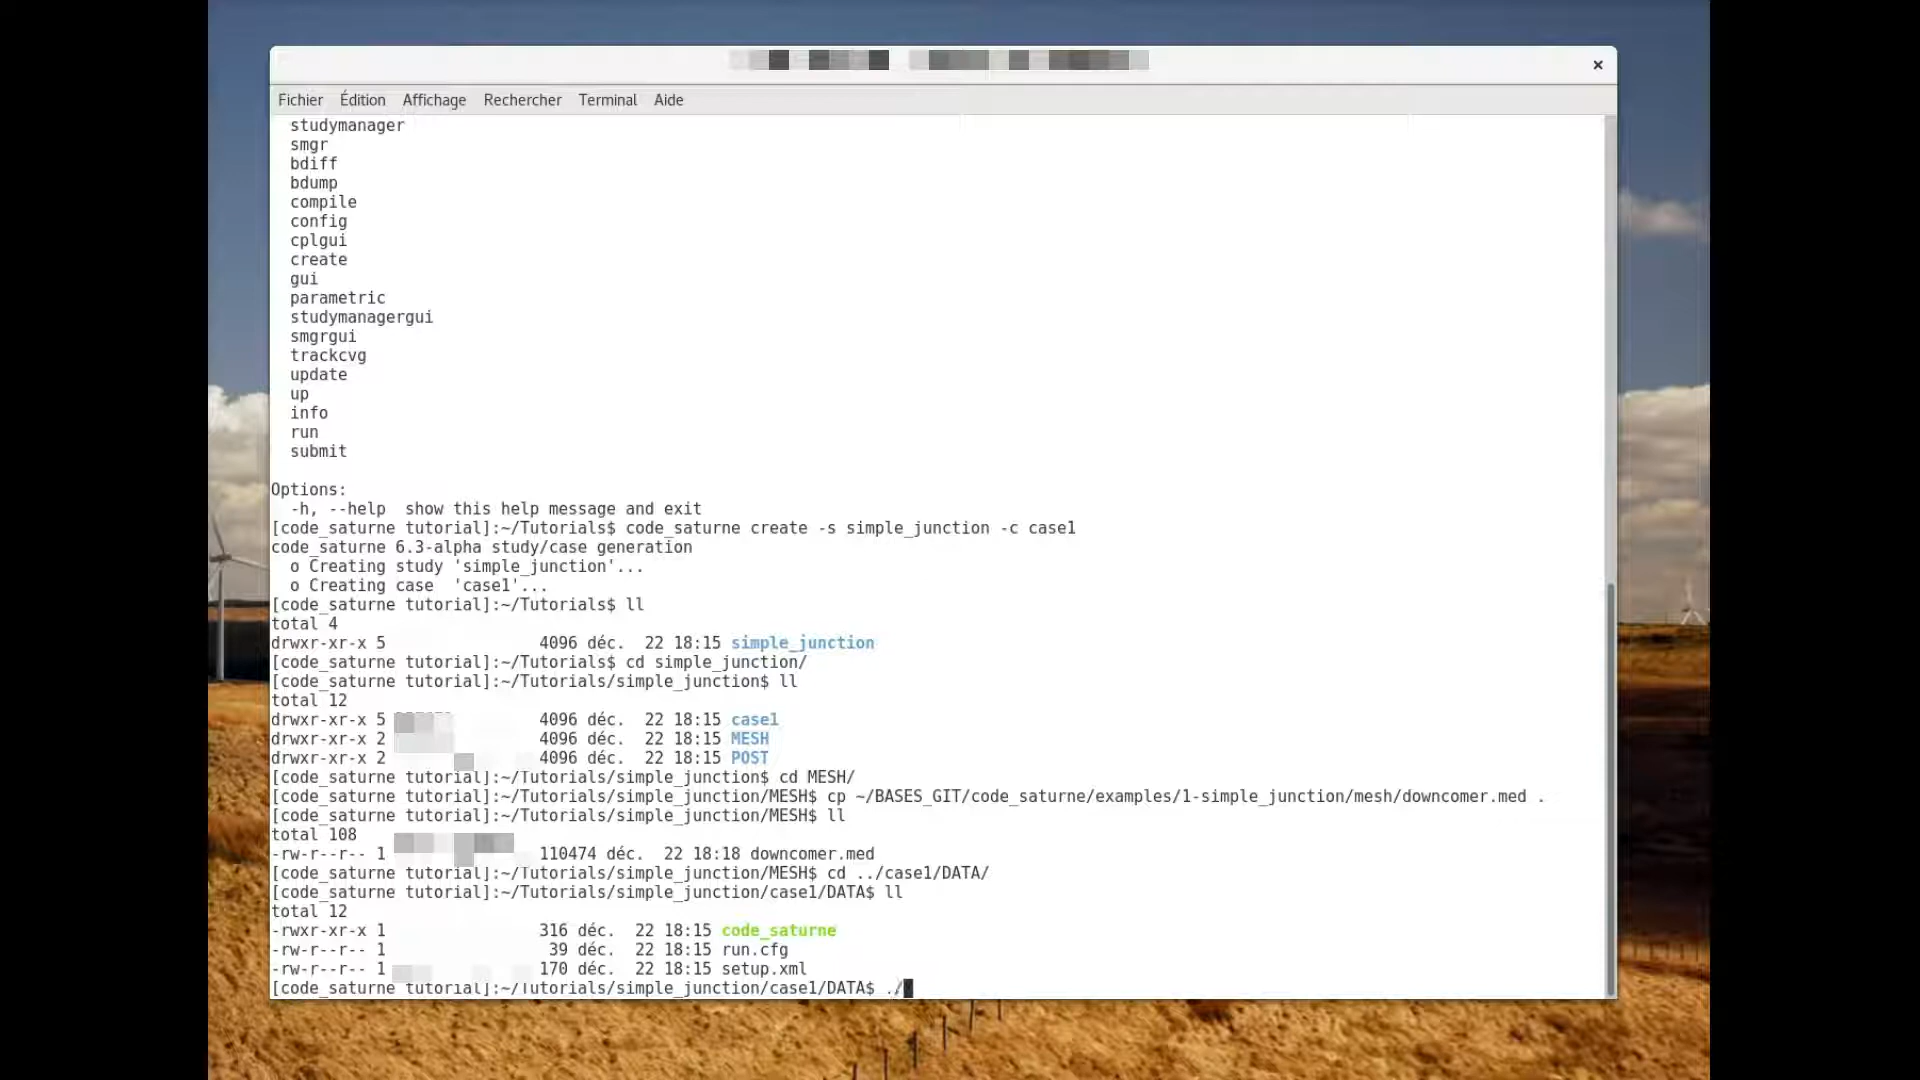 ×
Fichier Édition Affichage Rechercher Terminal Aide
studymanager
smgr
bdiff
bdump
compile
config
cplgui
create
gui
parametric
studymanagergui
smgrgui
trackcvg
update
up
info
run
submit
Options:
-h, --help show this help message and exit
[code_saturne tutorial]:~/Tutorials$ code_saturne create -s simple_junction -c case1
code_saturne 6.3-alpha study/case generation
o Creating study 'simple_junction'...
o Creating case 'case1'...
[code_saturne tutorial]:~/Tutorials$ ll
total 4
drwxr-xr-x 5 4096 déc. 22 18:15 simple_junction
[code_saturne tutorial]:~/Tutorials$ cd simple_junction/
[code_saturne tutorial]:~/Tutorials/simple_junction$ ll
total 12
drwxr-xr-x 5 4096 déc. 22 18:15 case1
drwxr-xr-x 2 4096 déc. 22 18:15 MESH
drwxr-xr-x 2 4096 déc. 22 18:15 POST
[code_saturne tutorial]:~/Tutorials/simple_junction$ cd MESH/
[code_saturne tutorial]:~/Tutorials/simple_junction/MESH$ cp ~/BASES_GIT/code_saturne/examples/1-simple_junction/mesh/downcomer.med .
[code_saturne tutorial]:~/Tutorials/simple_junction/MESH$ ll
total 108
-rw-r--r-- 1 110474 déc. 22 18:18 downcomer.med
[code_saturne tutorial]:~/Tutorials/simple_junction/MESH$ cd ../case1/DATA/
[code_saturne tutorial]:~/Tutorials/simple_junction/case1/DATA$ ll
total 12
-rwxr-xr-x 1 316 déc. 22 18:15 code_saturne
-rw-r--r-- 1 39 déc. 22 18:15 run.cfg
-rw-r--r-- 1 170 déc. 22 18:15 setup.xml
[code_saturne tutorial]:~/Tutorials/simple_junction/case1/DATA$ ./